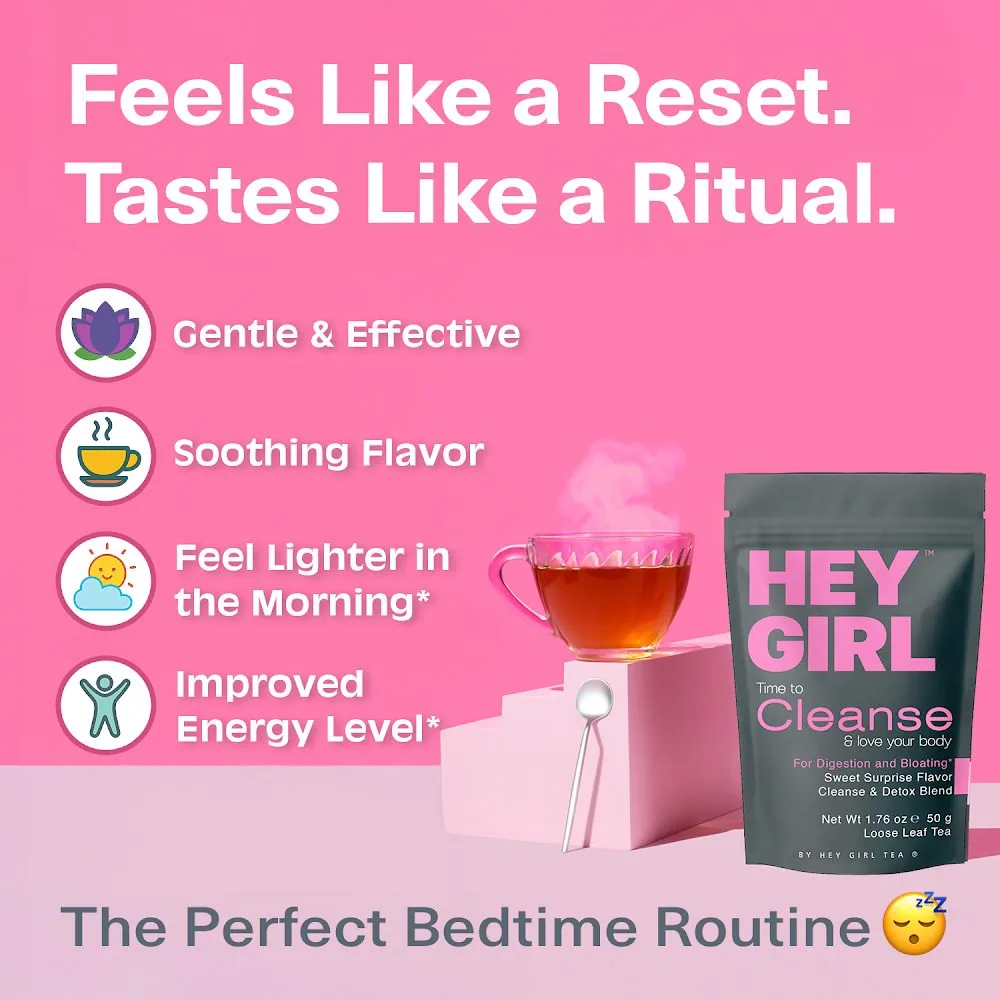 Feels Like a Reset.
Tastes Like a Ritual.
Gentle & Effective
Soothing Flavor
Feel Lighter in
the Morning*
Improved
Energy Level*
HEY™
GIRL
Time to
Cleanse
& love your body
For Digestion and Bloating*
Sweet Surprise Flavor
Cleanse & Detox Blend
Net Wt 1.76 oz ℮ 50 g
Loose Leaf Tea
BY HEY GIRL TEA ®
The Perfect Bedtime Routine 😴